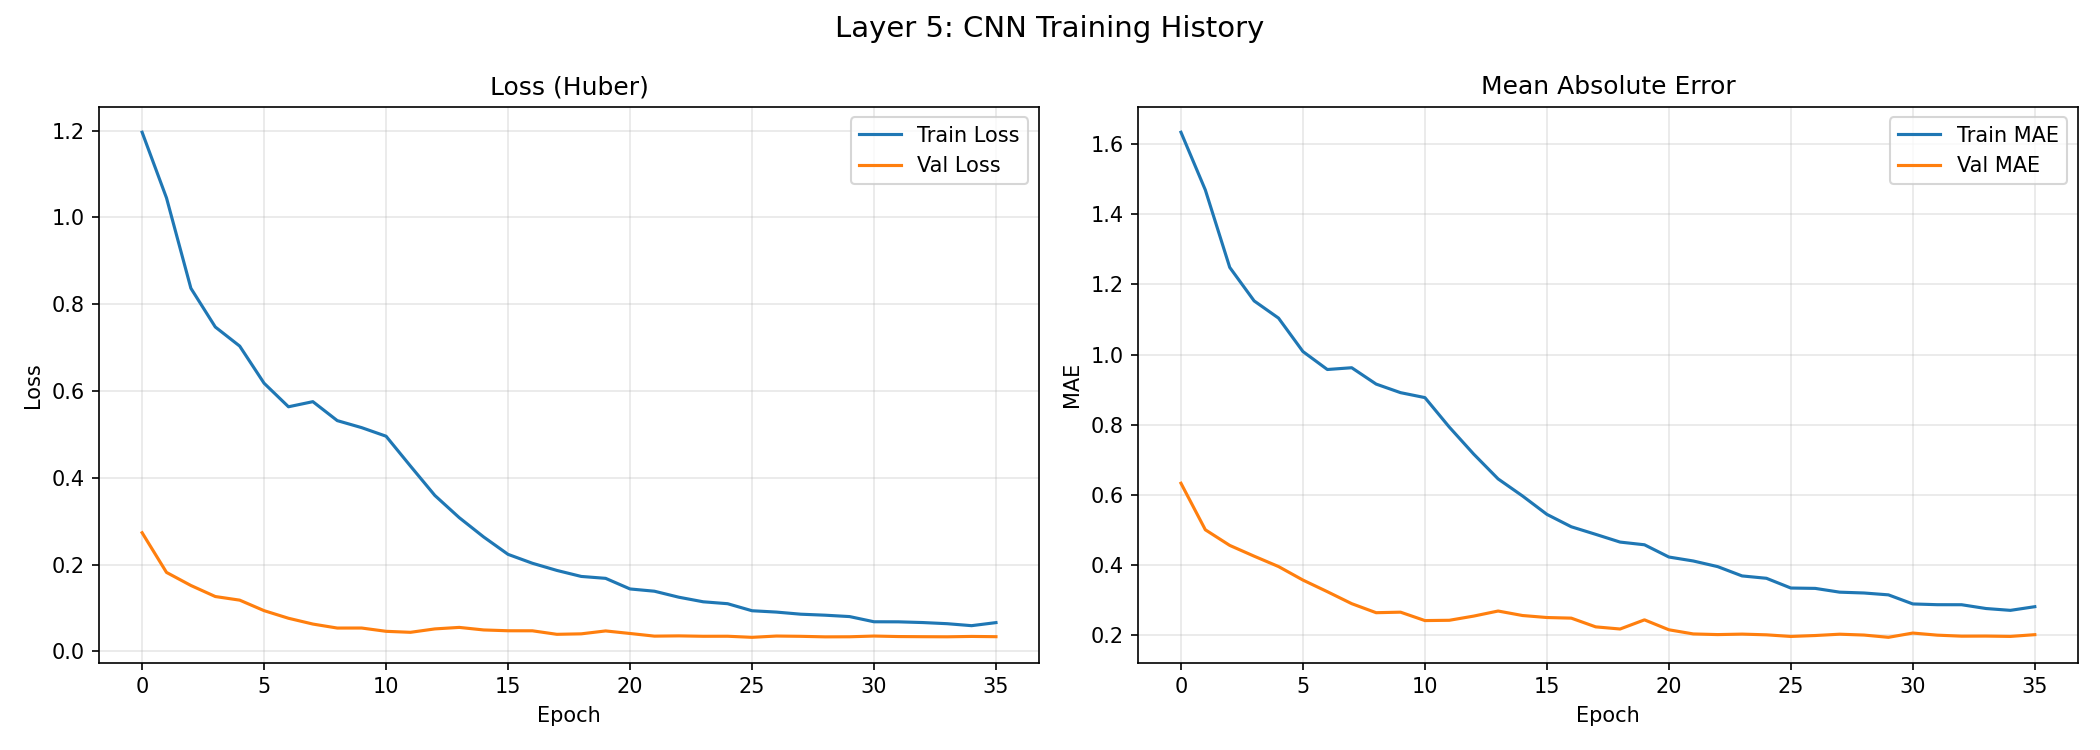 Layer 5: CNN Training History
Loss (Huber)
1.2
1.0
0.8
0.6
0.4
0.2
0.0
Loss
Train Loss
Val Loss
0 5 10 15 20 25 30 35
Epoch
Mean Absolute Error
1.6
1.4
1.2
1.0
0.8
0.6
0.4
0.2
MAE
Train MAE
Val MAE
0 5 10 15 20 25 30 35
Epoch